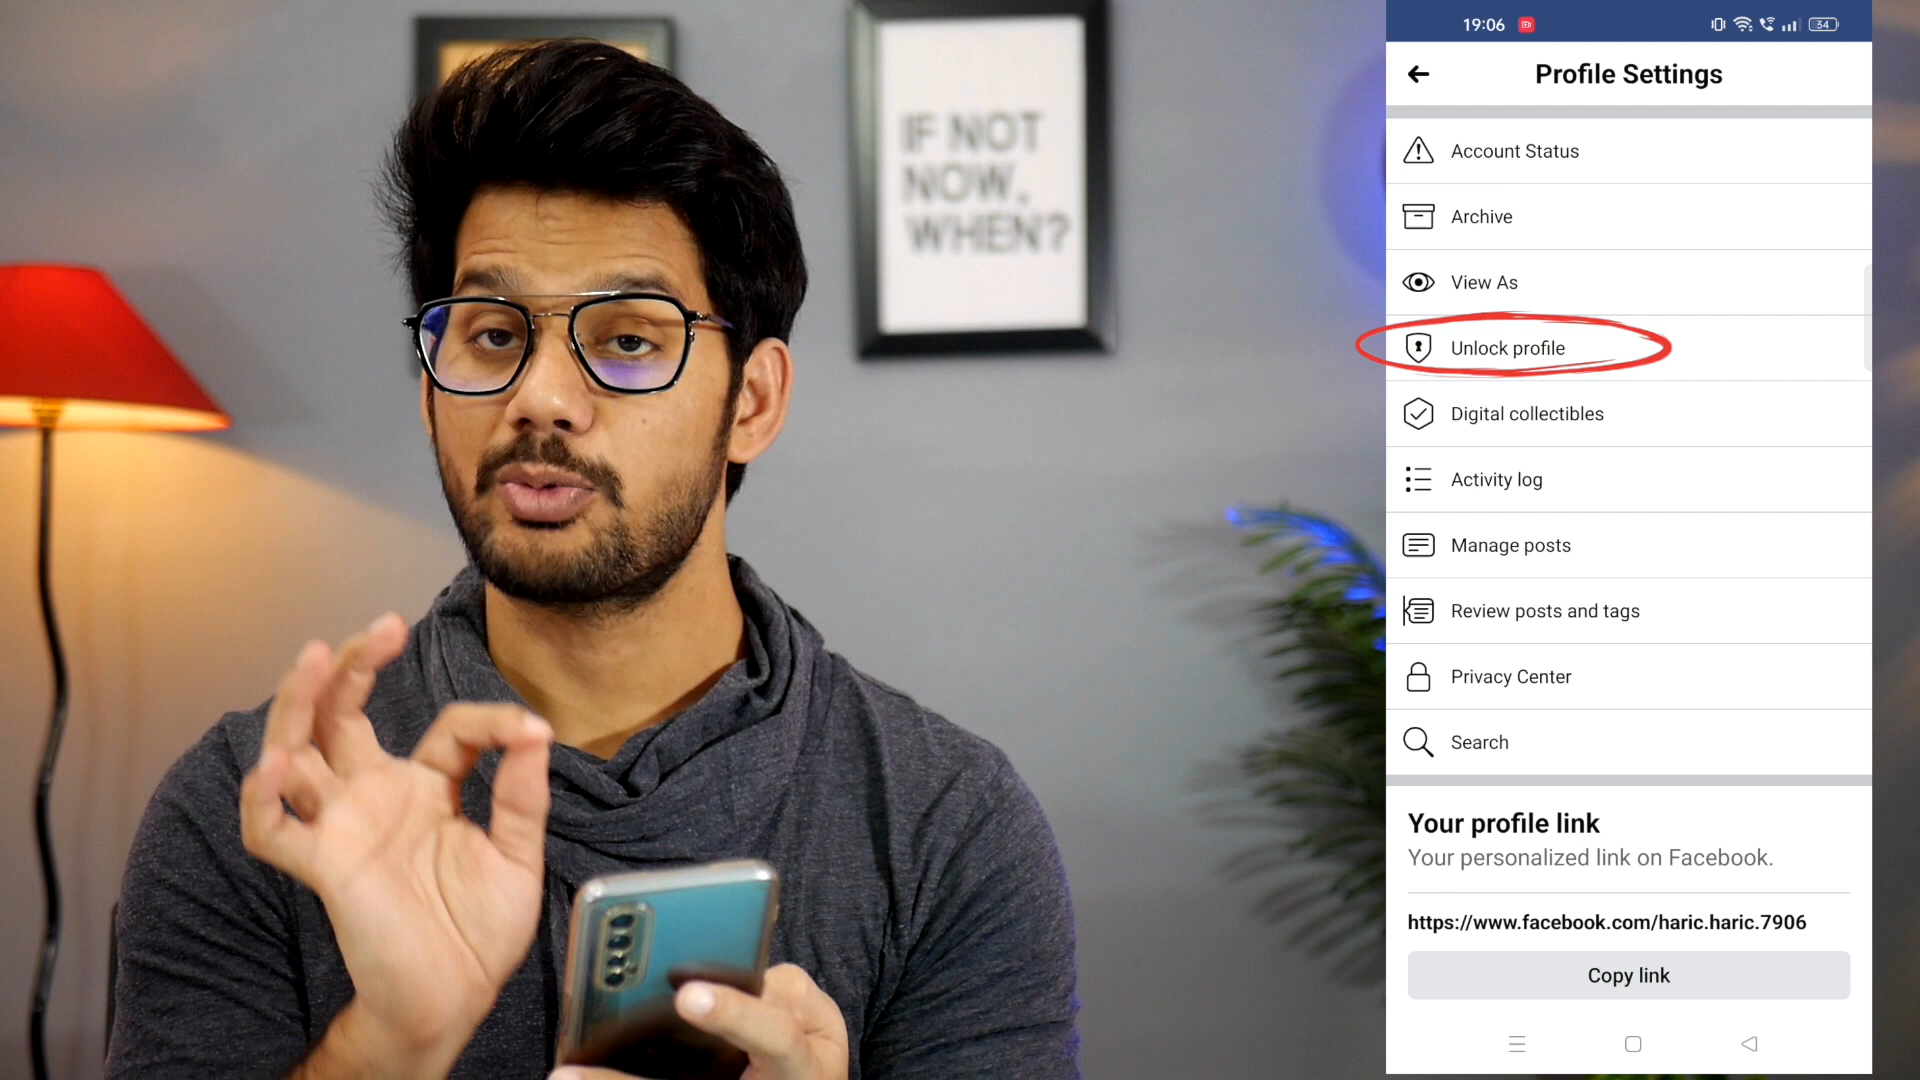 IF NOT
NOW.
WHEN?
19:06
34
Profile Settings
Account Status
Archive
View As
Unlock profile
Digital collectibles
Activity log
Manage posts
Review posts and tags
Privacy Center
Search
Your profile link
Your personalized link on Facebook.
https://www.facebook.com/haric.haric.7906
Copy link